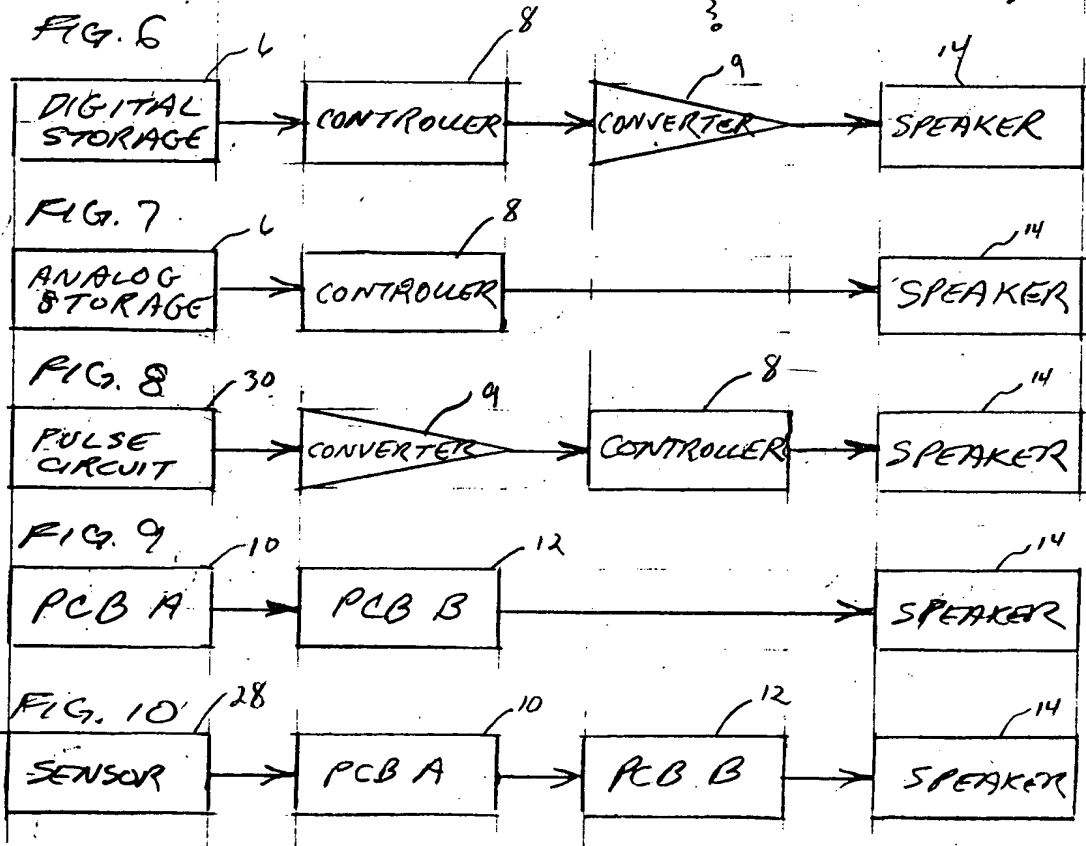 FIG. 6
6
8
9
14
DIGITAL
STORAGE
CONTROLLER
CONVERTER
SPEAKER
FIG. 7
6
8
14
ANALOG
STORAGE
CONTROLLER
SPEAKER
FIG. 8
30
9
8
14
PULSE
CIRCUIT
CONVERTER
CONTROLLER
SPEAKER
FIG. 9
10
12
14
PCB A
PCB B
SPEAKER
FIG. 10
28
10
12
14
SENSOR
PCB A
PCB B
SPEAKER